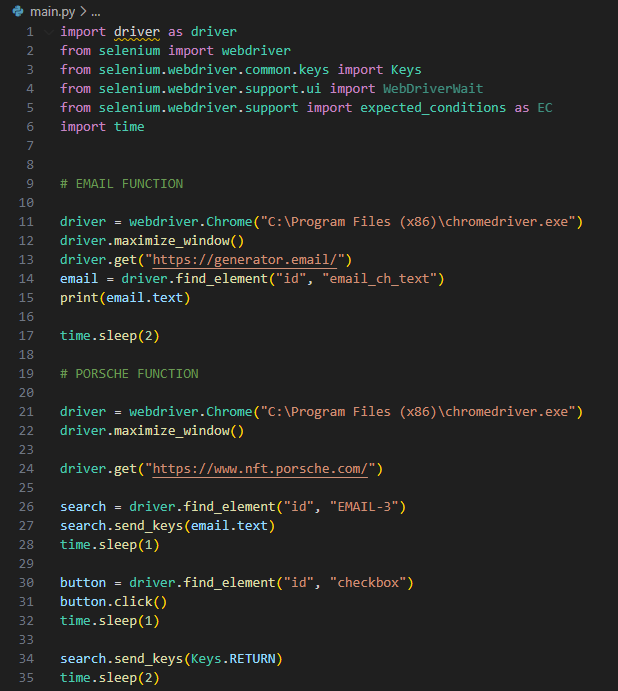 main.py > ...
1 import driver as driver
2 from selenium import webdriver
3 from selenium.webdriver.common.keys import Keys
4 from selenium.webdriver.support.ui import WebDriverWait
5 from selenium.webdriver.support import expected_conditions as EC
6 import time
7
8
9 # EMAIL FUNCTION
10
11 driver = webdriver.Chrome("C:\Program Files (x86)\chromedriver.exe")
12 driver.maximize_window()
13 driver.get("https://generator.email/")
14 email = driver.find_element("id", "email_ch_text")
15 print(email.text)
16
17 time.sleep(2)
18
19 # PORSCHE FUNCTION
20
21 driver = webdriver.Chrome("C:\Program Files (x86)\chromedriver.exe")
22 driver.maximize_window()
23
24 driver.get("https://www.nft.porsche.com/")
25
26 search = driver.find_element("id", "EMAIL-3")
27 search.send_keys(email.text)
28 time.sleep(1)
29
30 button = driver.find_element("id", "checkbox")
31 button.click()
32 time.sleep(1)
33
34 search.send_keys(Keys.RETURN)
35 time.sleep(2)